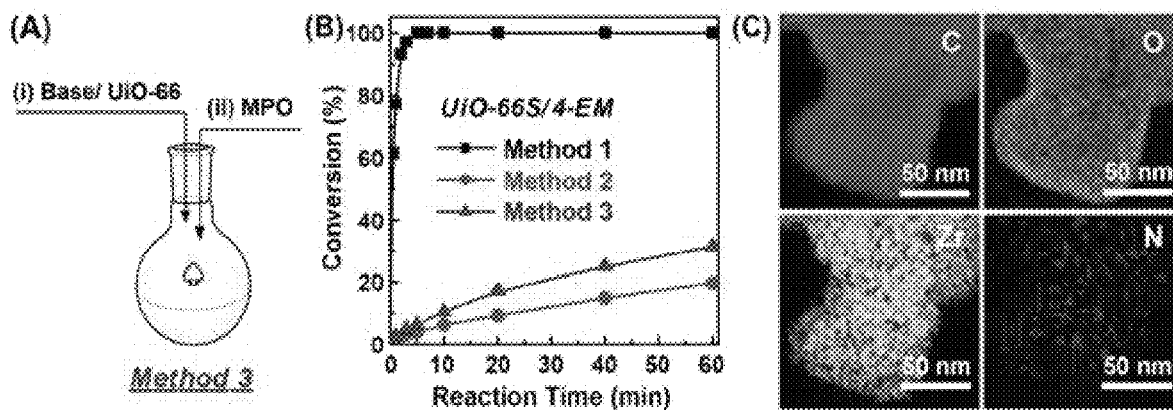 (A)
(i) Base/ UiO-66
(ii) MPO
Method 3
(B)
100
80
60
40
20
0
Conversion (%)
UiO-66S/4-EM
Method 1
Method 2
Method 3
0 10 20 30 40 50 60
Reaction Time (min)
(C)
C
50 nm
O
50 nm
Zr
50 nm
N
50 nm